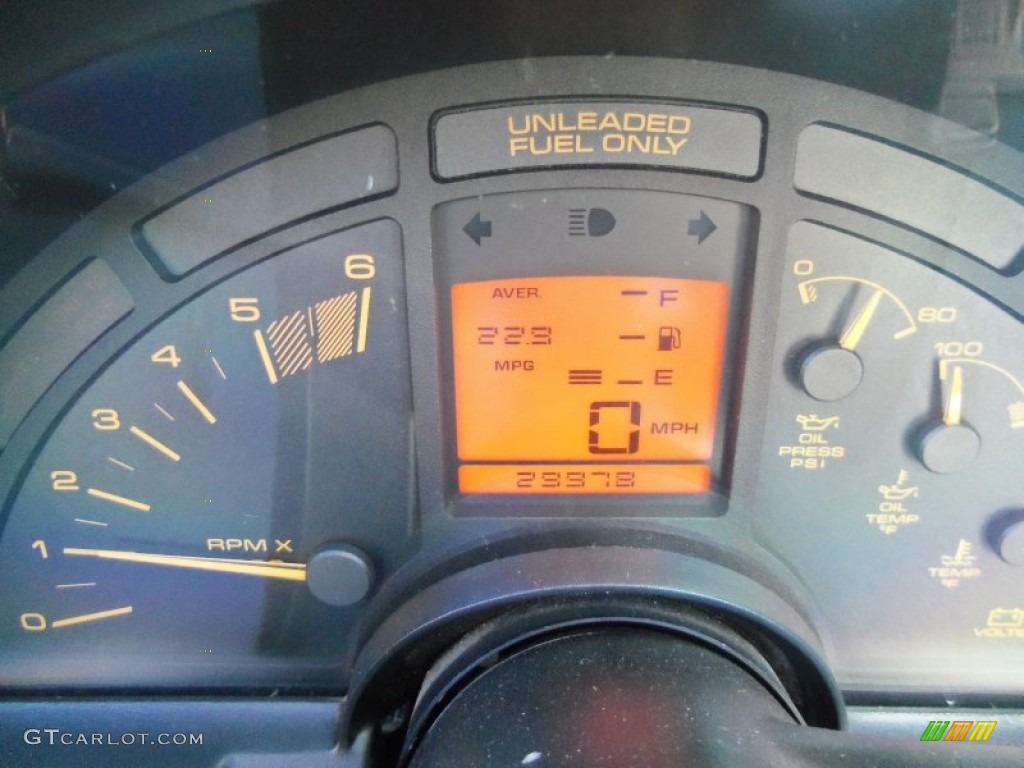 UNLEADED
FUEL ONLY
AVER.
F
22.3
MPG
E
0 MPH
23378
6
5
4
3
2
1
0
RPM X
0
80
OIL
PRESS
PSI
100
OIL
TEMP
°F
TEMP
°F
GTCARLOT.COM